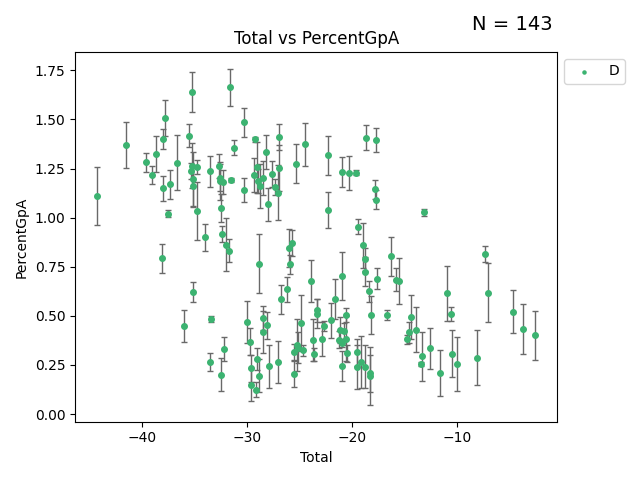 N = 143
Total vs PercentGpA
D
PercentGpA
1.75
1.50
1.25
1.00
0.75
0.50
0.25
0.00
−40 −30 −20 −10
Total